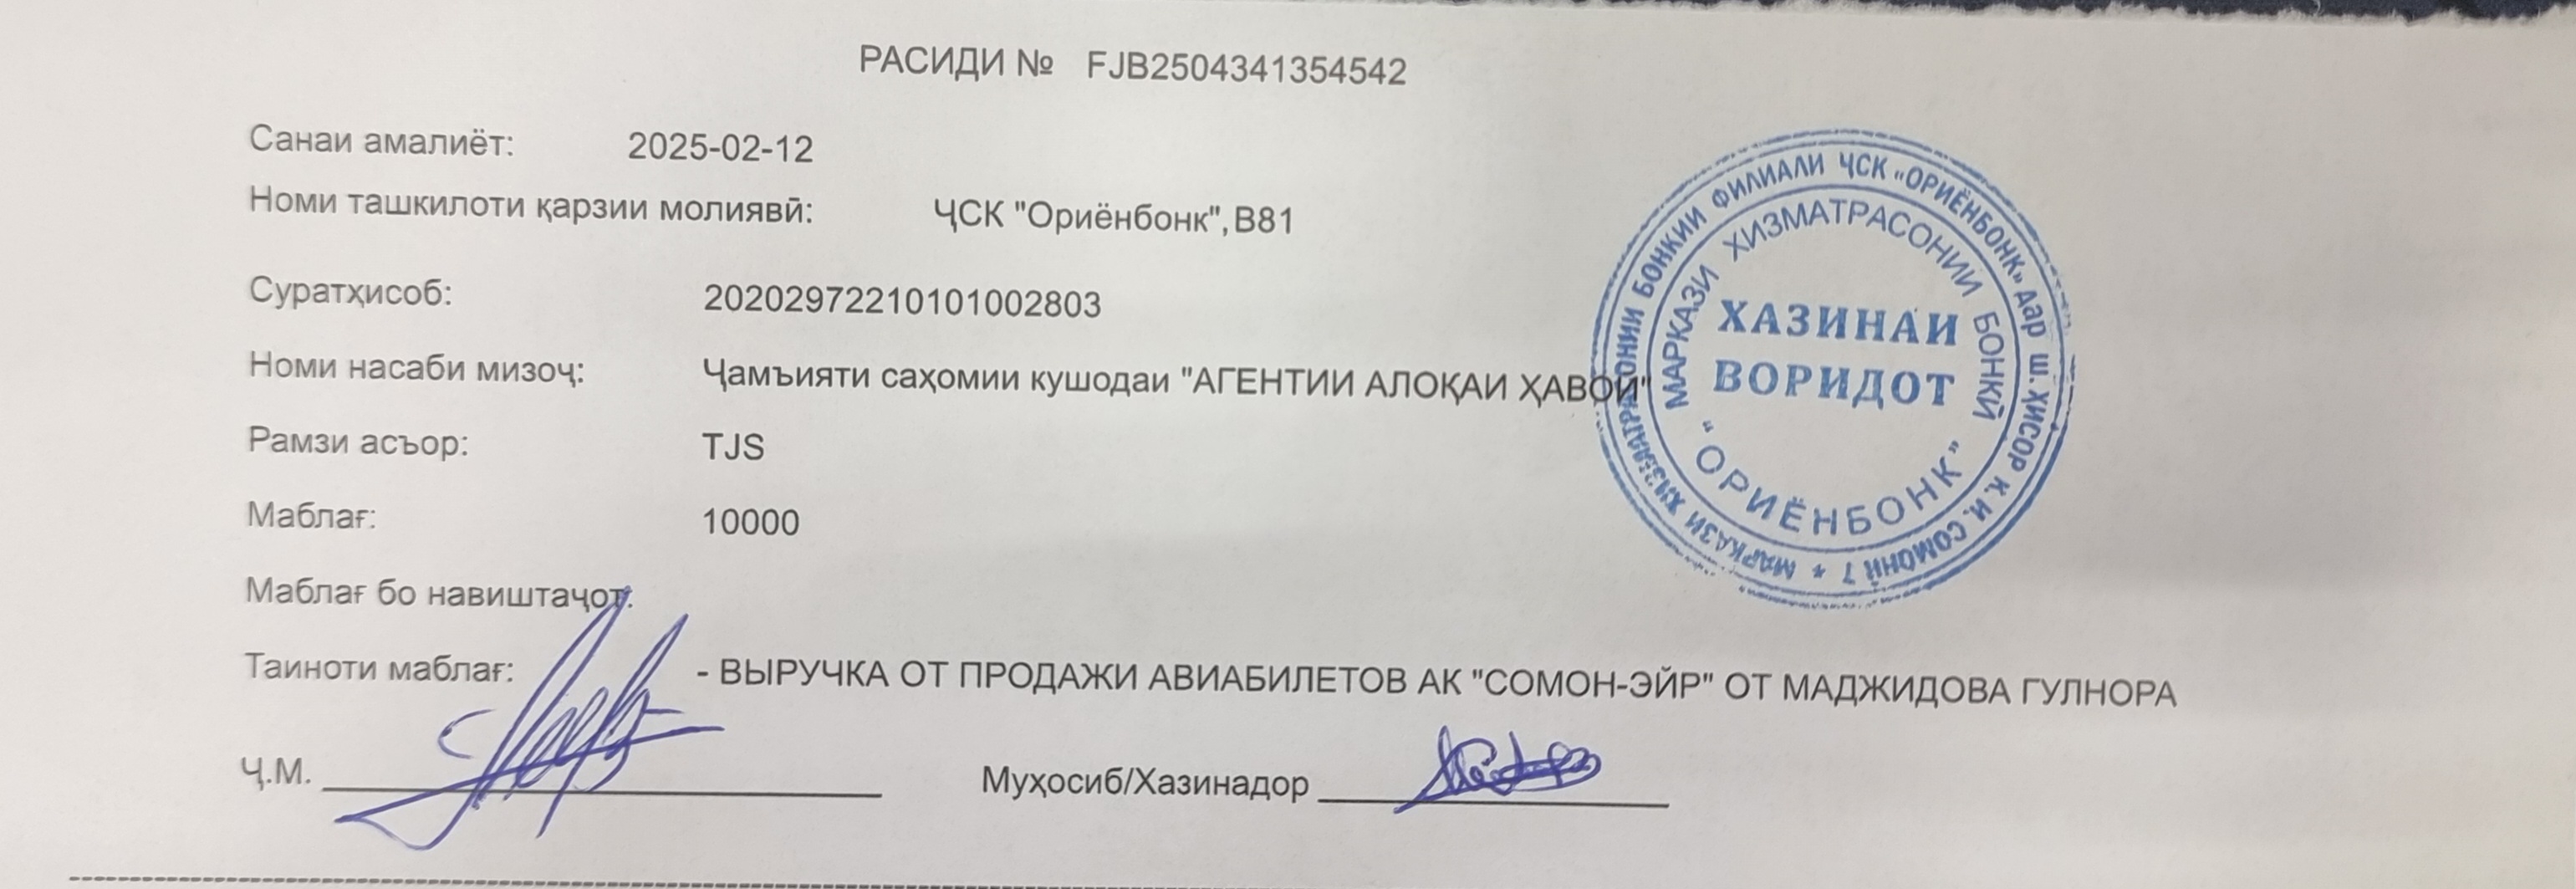 РАСИДИ № FJB2504341354542
Санаи амалиёт: 2025-02-12
Номи ташкилоти қарзии молиявӣ: ҶСК "Ориёнбонк",В81
Суратҳисоб: 20202972210101002803
Номи насаби мизоҷ: Ҷамъияти саҳомии кушодаи "АГЕНТИИ АЛОҚАИ ҲАВОӢ"
Рамзи асъор: TJS
Маблағ: 10000
Маблағ бо навиштаҷот:
Таиноти маблағ: - ВЫРУЧКА ОТ ПРОДАЖИ АВИАБИЛЕТОВ АК "СОМОН-ЭЙР" ОТ МАДЖИДОВА ГУЛНОРА
Ҷ.М.
Муҳосиб/Хазинадор
* МАРКАЗИ ХИЗМАТРАСОНИИ БОНКИИ ФИЛИАЛИ ҶСК «ОРИЁНБОНК» дар ш. ҲИСОР К. И. СОМОНӢ 7
МАРКАЗИ ХИЗМАТРАСОНИИ БОНКӢ
"ОРИЁНБОНК"
ХАЗИНАИ
ВОРИДОТ